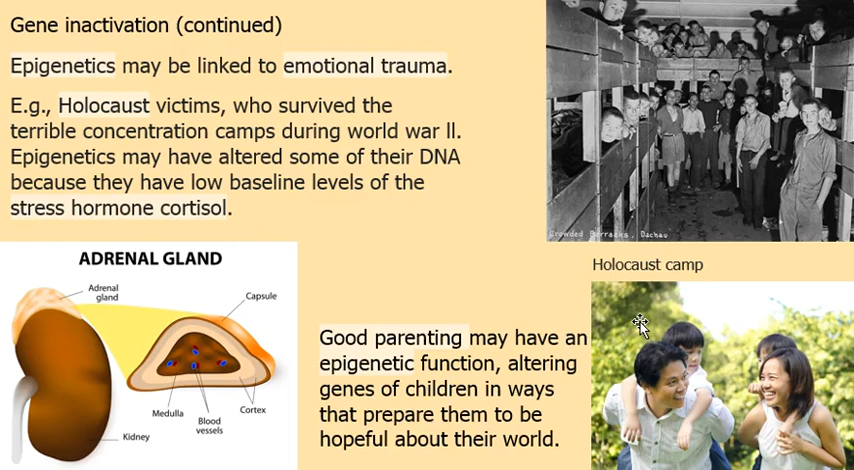 Gene inactivation (continued)
Epigenetics may be linked to emotional trauma.
E.g., Holocaust victims, who survived the
terrible concentration camps during world war ll.
Epigenetics may have altered some of their DNA
because they have low baseline levels of the
stress hormone cortisol.
Crowded Barracks, Dachau
Holocaust camp
ADRENAL GLAND
Adrenal
gland
Capsule
Medulla
Blood
vessels
Cortex
Kidney
Good parenting may have an
epigenetic function, altering
genes of children in ways
that prepare them to be
hopeful about their world.